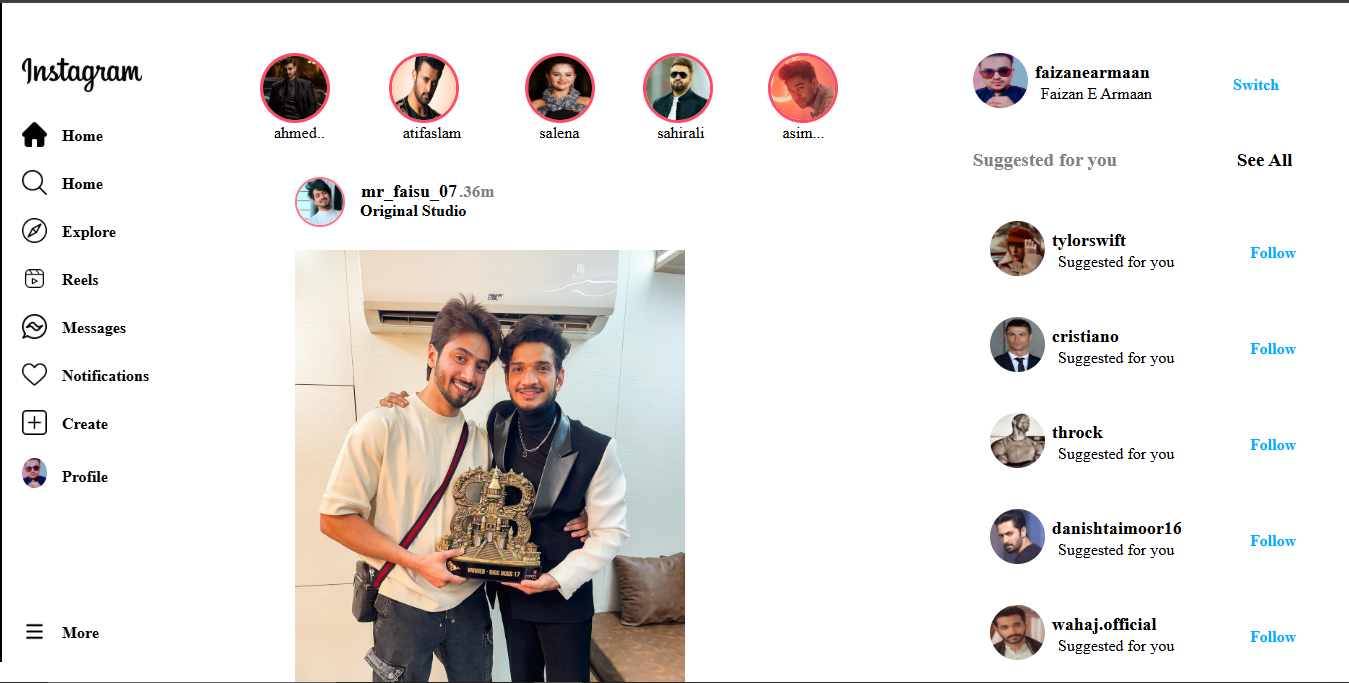 Instagram
Home
Home
Explore
Reels
Messages
Notifications
Create
Profile
More
ahmed..
atifaslam
salena
sahirali
asim...
mr_faisu_07.36m
Original Studio
16
WINNER - BIGG BOSS 17
faizanearmaan
Faizan E Armaan
Switch
Suggested for you
See All
tylorswift
Suggested for you
Follow
cristiano
Suggested for you
Follow
throck
Suggested for you
Follow
danishtaimoor16
Suggested for you
Follow
wahaj.official
Suggested for you
Follow